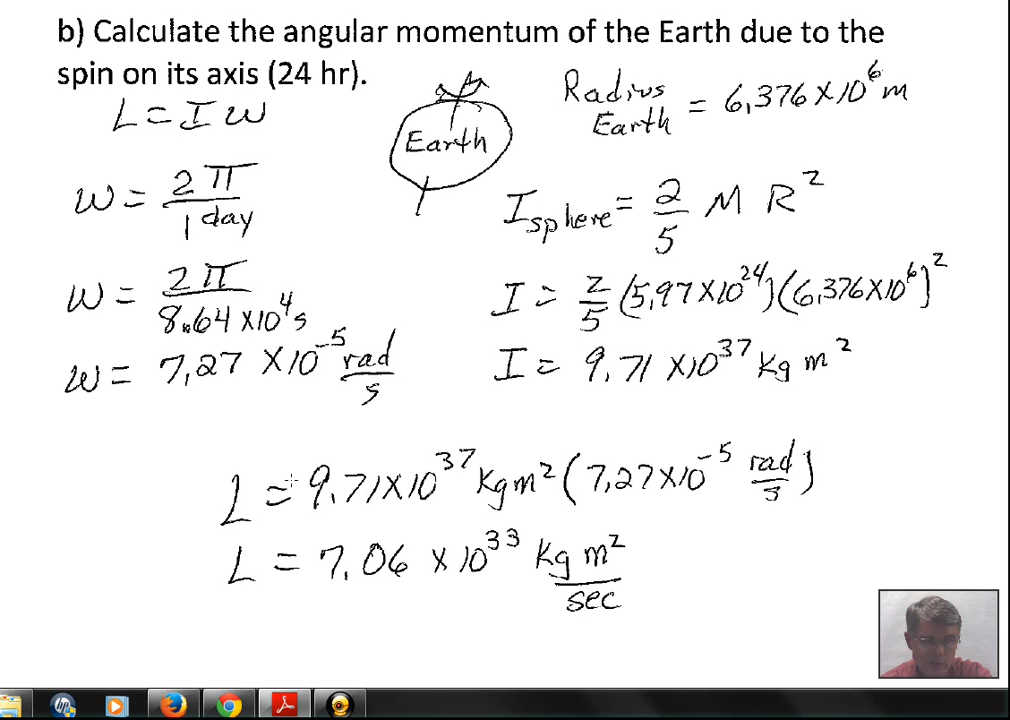 b) Calculate the angular momentum of the Earth due to the
spin on its axis (24 hr).
L = I ω
Earth
Radius Earth = 6.376 × 10⁶ m
ω = 2π / 1 day
I sphere = 2/5 M R²
ω = 2π / 8.64 × 10⁴ s
I = 2/5 (5.97 × 10²⁴)(6.376 × 10⁶)²
ω = 7.27 × 10⁻⁵ rad/s
I = 9.71 × 10³⁷ kg m²
L = 9.71 × 10³⁷ kg m² (7.27 × 10⁻⁵ rad/s)
L = 7.06 × 10³³ kg m²/sec
hp